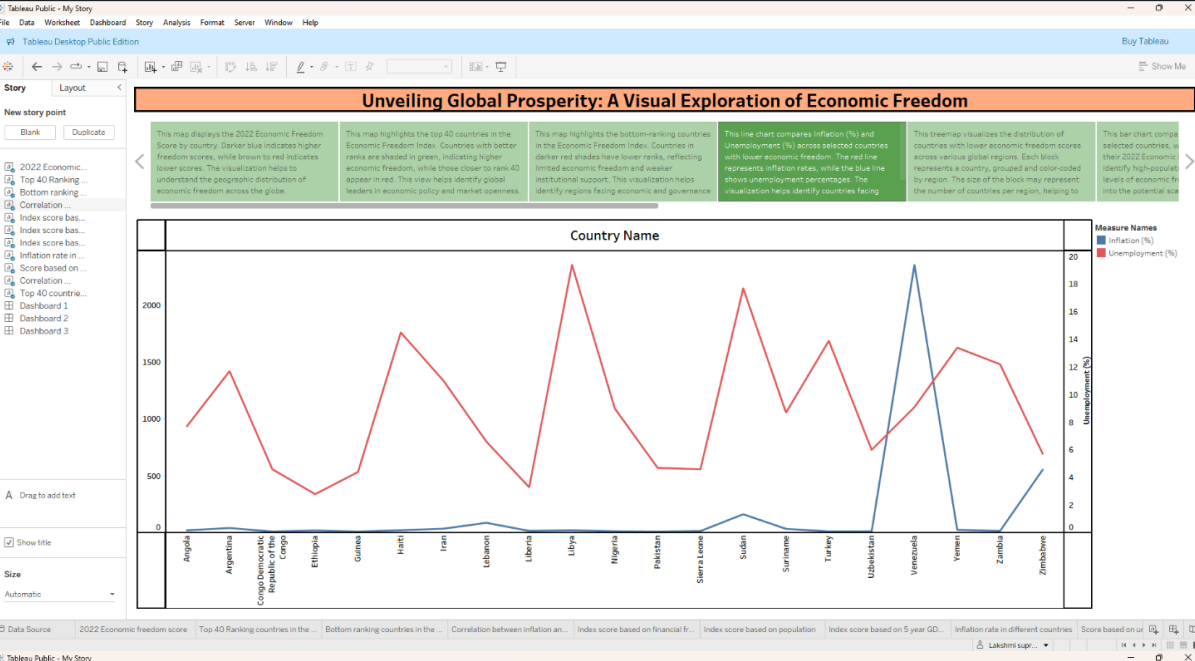 Tableau Public - My Story
File Data Worksheet Dashboard Story Analysis Format Server Window Help
Tableau Desktop Public Edition
Buy Tableau
Show Me
Story Layout
New story point
Blank Duplicate
2022 Economic...
Top 40 Ranking ...
Bottom ranking ...
Correlation ...
Index score bas...
Index score bas...
Index score bas...
Inflation rate in ...
Score based on ...
Correlation ...
Top 40 countrie...
Dashboard 1
Dashboard 2
Dashboard 3
A Drag to add text
Show title
Size
Automatic
Unveiling Global Prosperity: A Visual Exploration of Economic Freedom
This map displays the 2022 Economic Freedom
Score by country. Darker blue indicates higher
freedom scores, while brown to red indicates
lower scores. The visualization helps to
understand the geographic distribution of
economic freedom across the globe.
This map highlights the top 40 countries in the
Economic Freedom Index. Countries with better
ranks are shaded in green, indicating higher
economic freedom, while those closer to rank 40
appear in red. This view helps identify global
leaders in economic policy and market openness.
This map highlights the bottom-ranking countries
in the Economic Freedom Index. Countries in
darker red shades have lower ranks, reflecting
limited economic freedom and weaker
institutional support. This visualization helps
identify regions facing economic and governance
This line chart comperes Inflation (%) and
Unemployment (%) across selected countries
with lower economic freedom. The red line
represents inflation rates, while the blue line
shows unemployment percentages. The
visualization helps identify countries facing
This treemap visualizes the distribution of
countries with lower economic freedom scores
across various global regions. Each block
represents a country, grouped and color-coded
by region. The size of the block may represent
the number of countries per region, helping to
This bar chart compa
selected countries, w
their 2022 Economic
identify high-populat
levels of economic fr
into the potential sca
Country Name
2000
1500
1000
500
0
20
18
16
14
12
10
8
6
4
2
0
Unemployment (%)
Angola
Argentina
Congo Democratic
Republic of the
Congo
Ethiopia
Guinea
Haiti
Iran
Lebanon
Liberia
Libya
Nigeria
Pakistan
Sierra Leone
Sudan
Suriname
Turkey
Uzbekistan
Venezuela
Yemen
Zambia
Zimbabwe
Measure Names
Inflation (%)
Unemployment (%)
Data Source 2022 Economic freedom score Top 40 Ranking countries in the ... Bottom ranking countries in the ... Correlation between inflation an... Index score based on financial fr... Index score based on population Index score based on 5 year GD... Inflation rate in different countries Score based on ur
Lakshmi supr...
Tableau Public - My Story